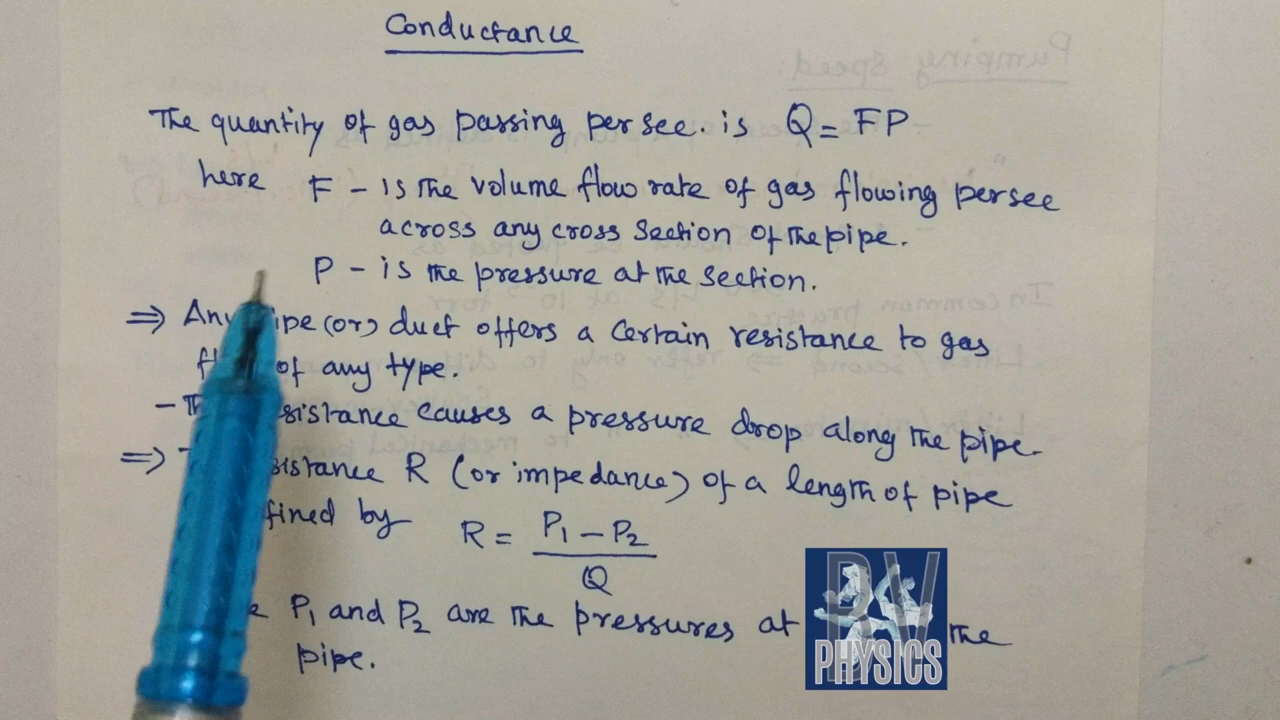 Conductance
The quantity of gas passing per sec. is Q = FP
here F - is the volume flow rate of gas flowing per sec
across any cross section of the pipe.
P - is the pressure at the section.
⇒ Any pipe (or) duct offers a certain resistance to gas
of any type.
- sistance causes a pressure drop along the pipe.
⇒ sistance R (or impedance) of a length of pipe
fined by R = P₁ - P₂ / Q
P₁ and P₂ are the pressures at the
pipe.
BV
PHYSICS